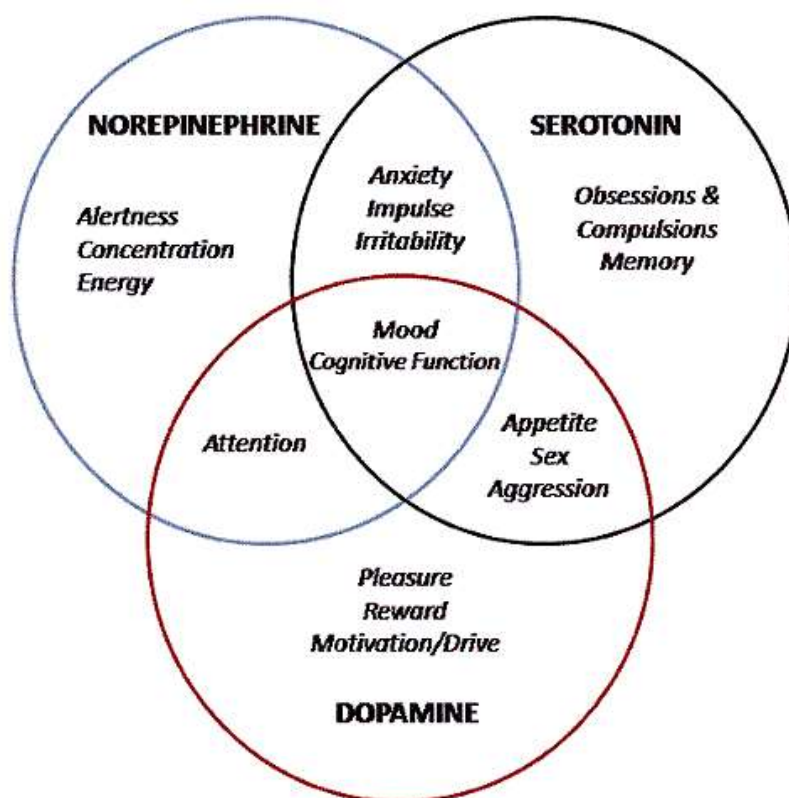 NOREPINEPHRINE
SEROTONIN
Alertness
Concentration
Energy
Anxiety
Impulse
Irritability
Obsessions &
Compulsions
Memory
Mood
Cognitive Function
Attention
Appetite
Sex
Aggression
Pleasure
Reward
Motivation/Drive
DOPAMINE